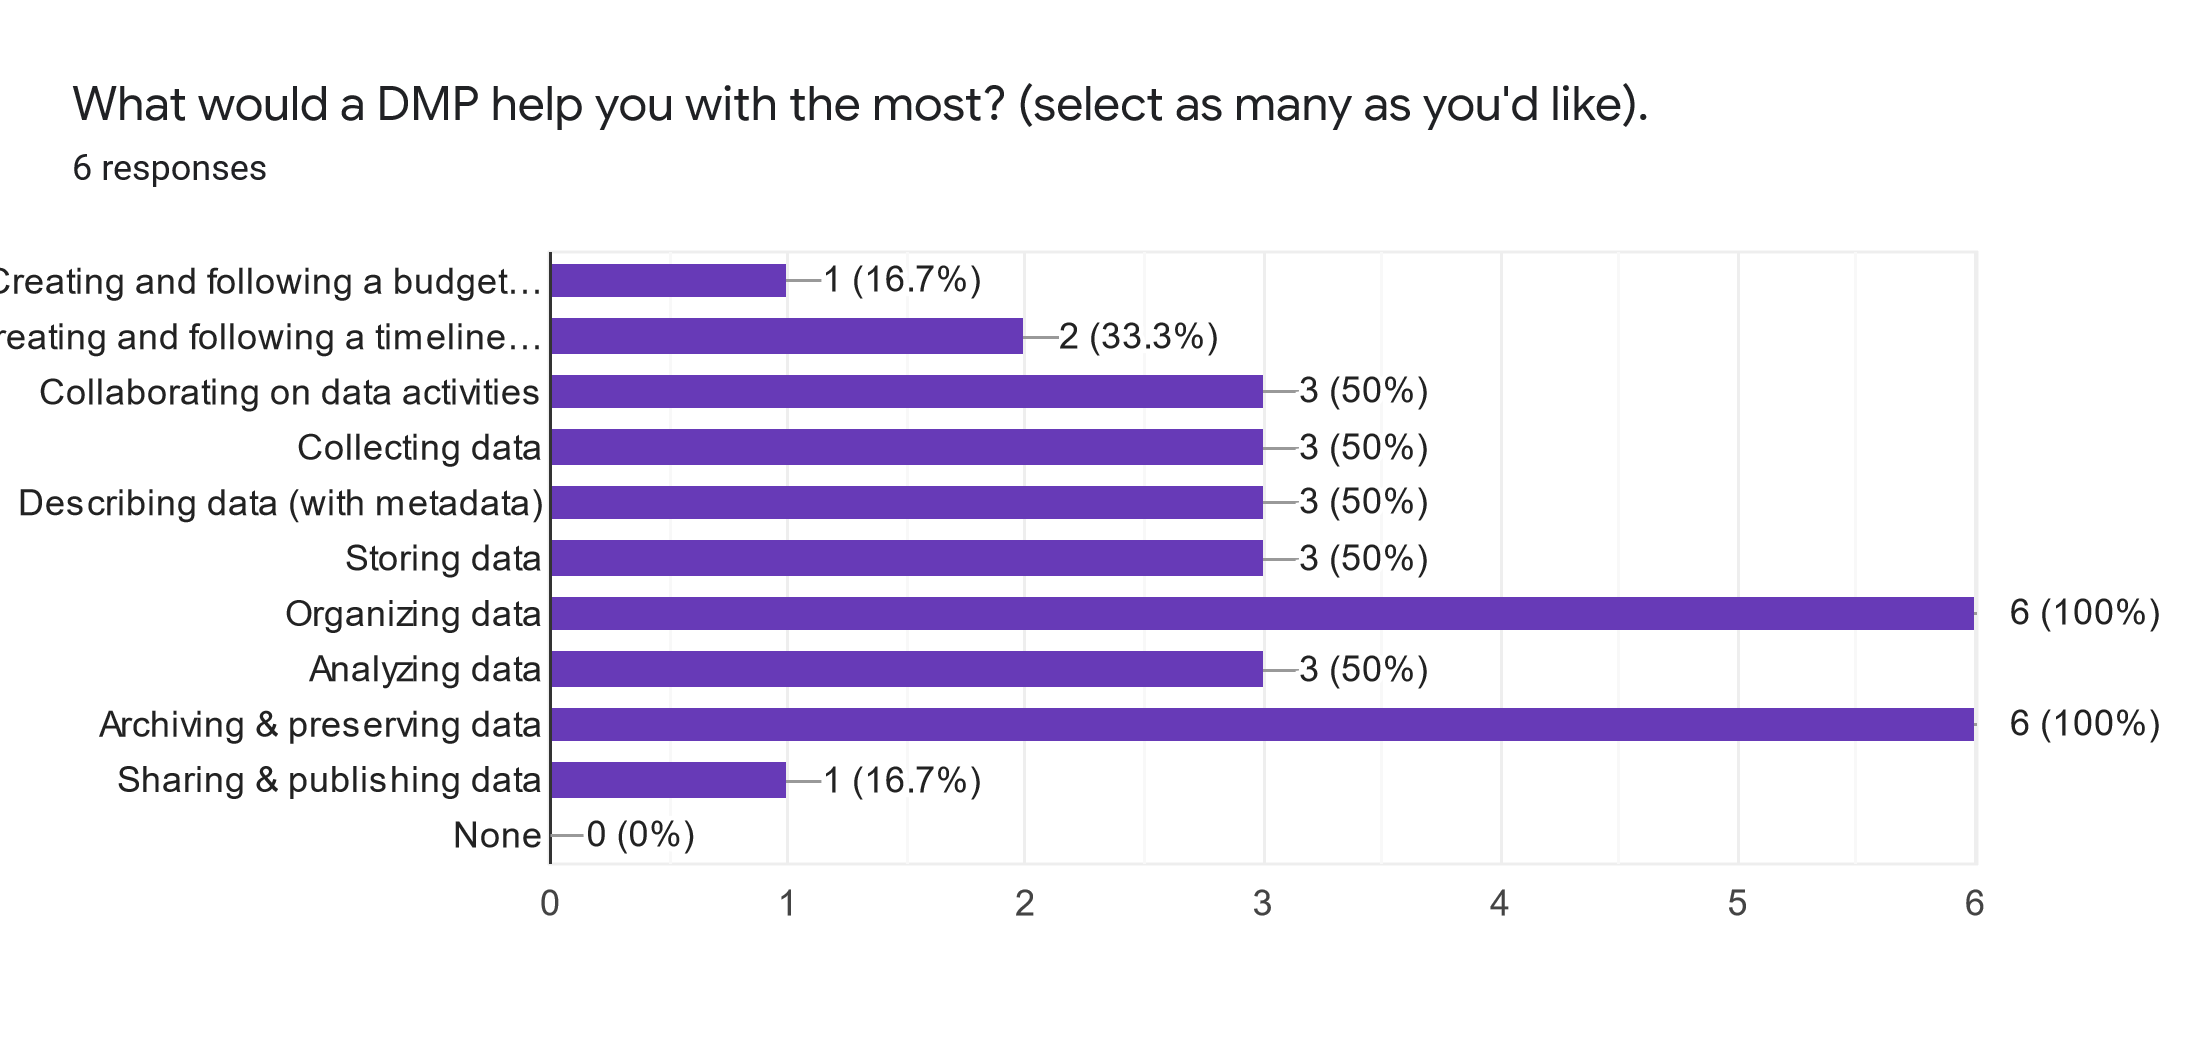 What would a DMP help you with the most? (select as many as you'd like).
6 responses
Creating and following a budget… 1 (16.7%)
reating and following a timeline… 2 (33.3%)
Collaborating on data activities 3 (50%)
Collecting data 3 (50%)
Describing data (with metadata) 3 (50%)
Storing data 3 (50%)
Organizing data 6 (100%)
Analyzing data 3 (50%)
Archiving & preserving data 6 (100%)
Sharing & publishing data 1 (16.7%)
None 0 (0%)
0 1 2 3 4 5 6